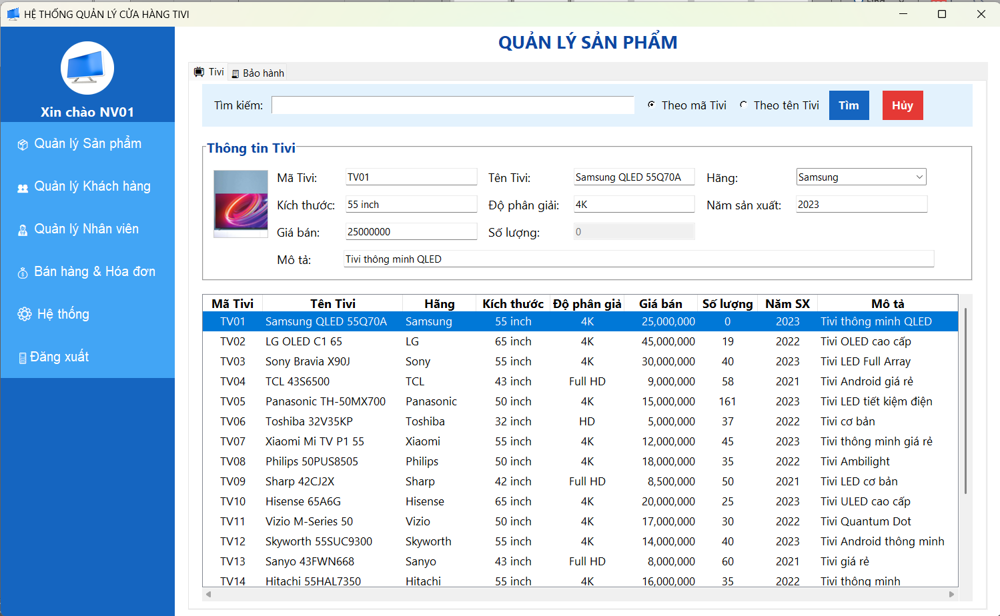 HỆ THỐNG QUẢN LÝ CỬA HÀNG TIVI
Xin chào NV01
Quản lý Sản phẩm
Quản lý Khách hàng
Quản lý Nhân viên
Bán hàng & Hóa đơn
Hệ thống
Đăng xuất
QUẢN LÝ SẢN PHẨM
Tivi Bảo hành
Tìm kiếm: Theo mã Tivi Theo tên Tivi Tìm Hủy
Thông tin Tivi
Mã Tivi: TV01 Tên Tivi: Samsung QLED 55Q70A Hãng: Samsung
Kích thước: 55 inch Độ phân giải: 4K Năm sản xuất: 2023
Giá bán: 25000000 Số lượng: 0
Mô tả: Tivi thông minh QLED
Mã Tivi Tên Tivi Hãng Kích thước Độ phân giả Giá bán Số lượng Năm SX Mô tả
TV01 Samsung QLED 55Q70A Samsung 55 inch 4K 25,000,000 0 2023 Tivi thông minh QLED
TV02 LG OLED C1 65 LG 65 inch 4K 45,000,000 19 2022 Tivi OLED cao cấp
TV03 Sony Bravia X90J Sony 55 inch 4K 30,000,000 40 2023 Tivi LED Full Array
TV04 TCL 43S6500 TCL 43 inch Full HD 9,000,000 58 2021 Tivi Android giá rẻ
TV05 Panasonic TH-50MX700 Panasonic 50 inch 4K 15,000,000 161 2023 Tivi LED tiết kiệm điện
TV06 Toshiba 32V35KP Toshiba 32 inch HD 5,000,000 37 2022 Tivi cơ bản
TV07 Xiaomi Mi TV P1 55 Xiaomi 55 inch 4K 12,000,000 45 2023 Tivi thông minh giá rẻ
TV08 Philips 50PUS8505 Philips 50 inch 4K 18,000,000 35 2022 Tivi Ambilight
TV09 Sharp 42CJ2X Sharp 42 inch Full HD 8,500,000 50 2021 Tivi LED cơ bản
TV10 Hisense 65A6G Hisense 65 inch 4K 20,000,000 25 2023 Tivi ULED cao cấp
TV11 Vizio M-Series 50 Vizio 50 inch 4K 17,000,000 30 2022 Tivi Quantum Dot
TV12 Skyworth 55SUC9300 Skyworth 55 inch 4K 14,000,000 40 2023 Tivi Android thông minh
TV13 Sanyo 43FWN668 Sanyo 43 inch Full HD 8,000,000 60 2021 Tivi giá rẻ
TV14 Hitachi 55HAL7350 Hitachi 55 inch 4K 16,000,000 35 2022 Tivi thông minh